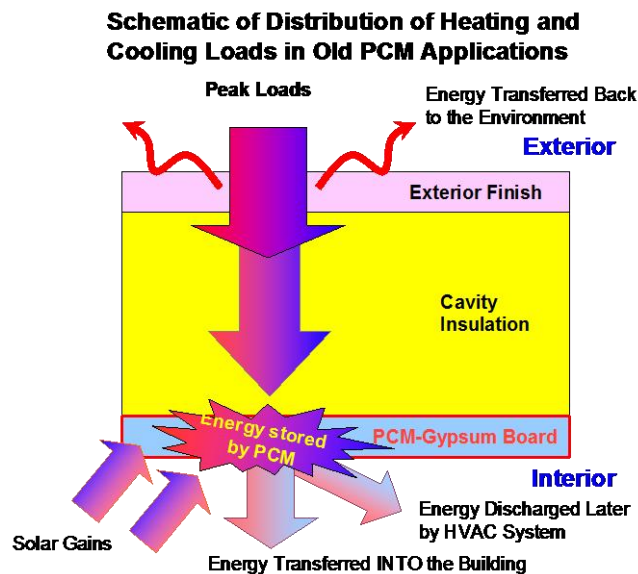 Schematic of Distribution of Heating and
Cooling Loads in Old PCM Applications
Peak Loads
Energy Transferred Back
to the Environment
Exterior
Exterior Finish
Cavity
Insulation
Energy stored
by PCM
PCM-Gypsum Board
Interior
Energy Discharged Later
by HVAC System
Solar Gains
Energy Transferred INTO the Building